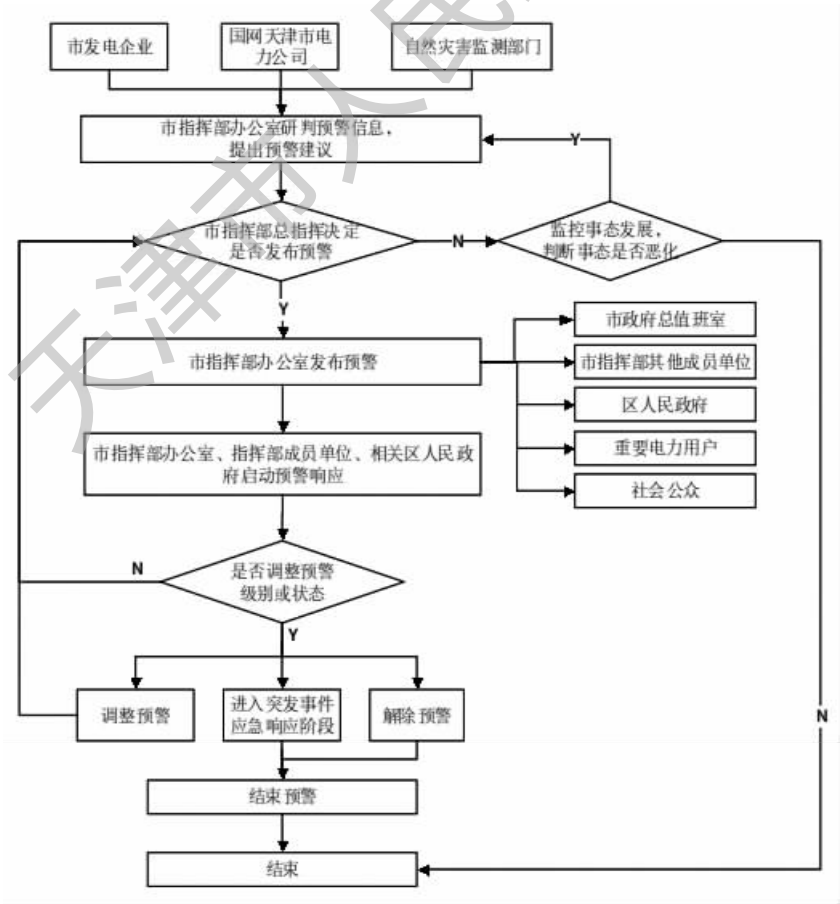 市发电企业
国网天津市电
力公司
自然灾害监测部门
市指挥部办公室研判预警信息,
提出预警建议
Y
市指挥部总指挥决定
是否发布预警
N
监控事态发展,
判断事态是否恶化
Y
市指挥部办公室发布预警
市政府总值班室
市指挥部其他成员单位
区人民政府
重要电力用户
社会公众
市指挥部办公室、指挥部成员单位、相关区人民政
府启动预警响应
N
是否调整预警
级别或状态
Y
调整预警
进入突发事件
应急响应阶段
解除预警
N
结束预警
结束
天津市人民